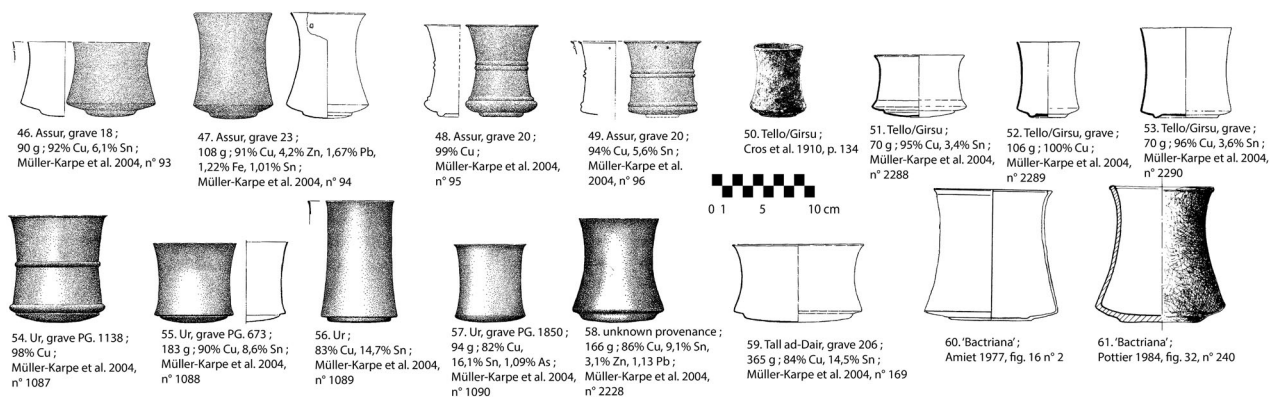 46. Assur, grave 18 ;
90 g ; 92% Cu, 6,1% Sn ;
Müller-Karpe et al. 2004, n° 93
47. Assur, grave 23 ;
108 g ; 91% Cu, 4,2% Zn, 1,67% Pb,
1,22% Fe, 1,01% Sn ;
Müller-Karpe et al. 2004, n° 94
48. Assur, grave 20 ;
99% Cu ;
Müller-Karpe et al. 2004,
n° 95
49. Assur, grave 20 ;
94% Cu, 5,6% Sn ;
Müller-Karpe et al.
2004, n° 96
50. Tello/Girsu ;
Cros et al. 1910, p. 134
51. Tello/Girsu ;
70 g ; 95% Cu, 3,4% Sn ;
Müller-Karpe et al. 2004,
n° 2288
52. Tello/Girsu, grave ;
106 g ; 100% Cu ;
Müller-Karpe et al. 2004,
n° 2289
53. Tello/Girsu, grave ;
70 g ; 96% Cu, 3,6% Sn ;
Müller-Karpe et al. 2004,
n° 2290
0 1 5 10 cm
54. Ur, grave PG. 1138 ;
98% Cu ;
Müller-Karpe et al. 2004,
n° 1087
55. Ur, grave PG. 673 ;
183 g ; 90% Cu, 8,6% Sn ;
Müller-Karpe et al. 2004,
n° 1088
56. Ur ;
83% Cu, 14,7% Sn ;
Müller-Karpe et al. 2004,
n° 1089
57. Ur, grave PG. 1850 ;
94 g ; 82% Cu,
16,1% Sn, 1,09% As ;
Müller-Karpe et al. 2004,
n° 1090
58. unknown provenance ;
166 g ; 86% Cu, 9,1% Sn,
3,1% Zn, 1,13 Pb ;
Müller-Karpe et al. 2004,
n° 2228
59. Tall ad-Dair, grave 206 ;
365 g ; 84% Cu, 14,5% Sn ;
Müller-Karpe et al. 2004, n° 169
60. ‘Bactriana’ ;
Amiet 1977, fig. 16 n° 2
61. ‘Bactriana’ ;
Pottier 1984, fig. 32, n° 240